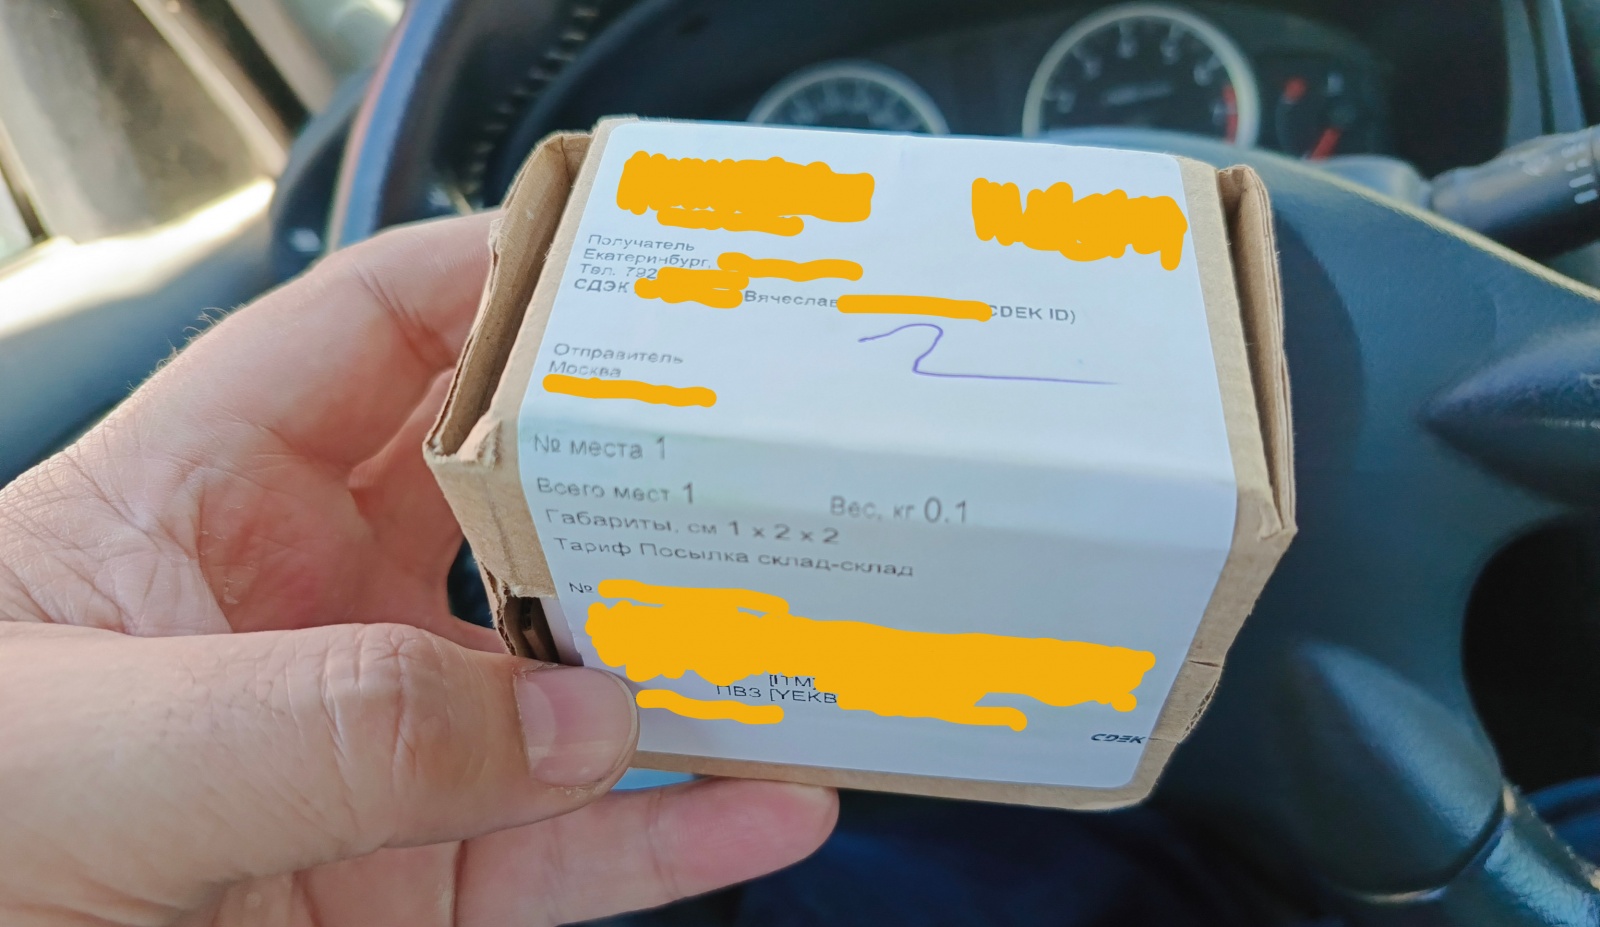 Получатель
Екатеринбург,
Тел. 792
СДЭК Вячеслав CDEK ID)
Отправитель
Москва
№ места 1
Всего мест 1 Вес, кг 0.1
Габариты, см 1 x 2 x 2
Тариф Посылка склад-склад
№
[ITM]
ПВЗ [YEKB
CDEK